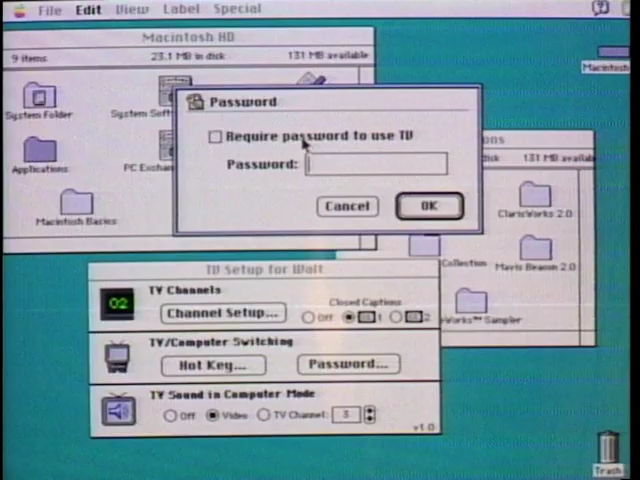 File Edit View Label Special
Macintosh HD
9 items
23.1 MB in disk
131 MB available
System Folder
System Soft
Applications
PC Exchan
Macintosh Basics
Macintosh
Password
Require password to use TV
Password:
Cancel
OK
ons
disk
131 MB available
ClarisWorks 2.0
Collection
Mavis Beacon 2.0
Works™ Sampler
TV Setup for Walt
TV Channels
02
Channel Setup...
Closed Captions
Off
1
2
TV/Computer Switching
Hot Key...
Password...
TV Sound in Computer Mode
Off
Video
TV Channel:
3
v1.0
Trash